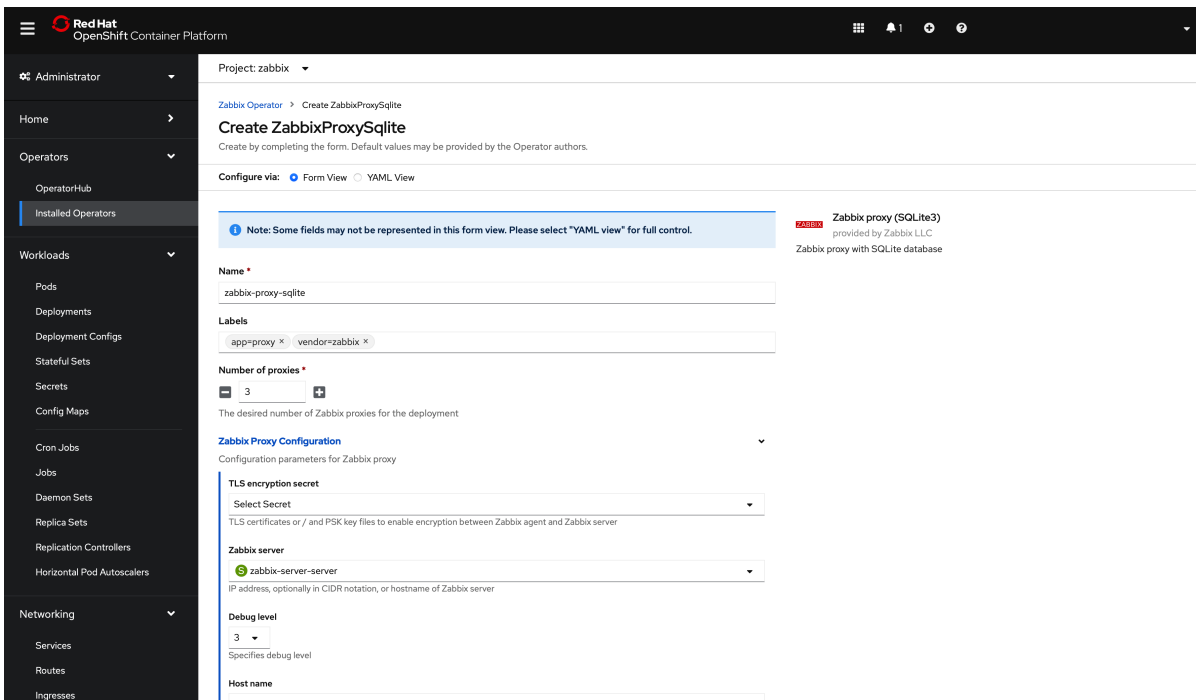 Red Hat
OpenShift Container Platform
1
Administrator
Home
Operators
OperatorHub
Installed Operators
Workloads
Pods
Deployments
Deployment Configs
Stateful Sets
Secrets
Config Maps
Cron Jobs
Jobs
Daemon Sets
Replica Sets
Replication Controllers
Horizontal Pod Autoscalers
Networking
Services
Routes
Ingresses
Project: zabbix
Zabbix Operator > Create ZabbixProxySqlite
Create ZabbixProxySqlite
Create by completing the form. Default values may be provided by the Operator authors.
Configure via: Form View YAML View
Note: Some fields may not be represented in this form view. Please select "YAML view" for full control.
Name *
zabbix-proxy-sqlite
Labels
app=proxy × vendor=zabbix ×
Number of proxies *
3
The desired number of Zabbix proxies for the deployment
Zabbix Proxy Configuration
Configuration parameters for Zabbix proxy
TLS encryption secret
Select Secret
TLS certificates or / and PSK key files to enable encryption between Zabbix agent and Zabbix server
Zabbix server
S zabbix-server-server
IP address, optionally in CIDR notation, or hostname of Zabbix server
Debug level
3
Specifies debug level
Host name
ZABBIX
Zabbix proxy (SQLite3)
provided by Zabbix LLC
Zabbix proxy with SQLite database